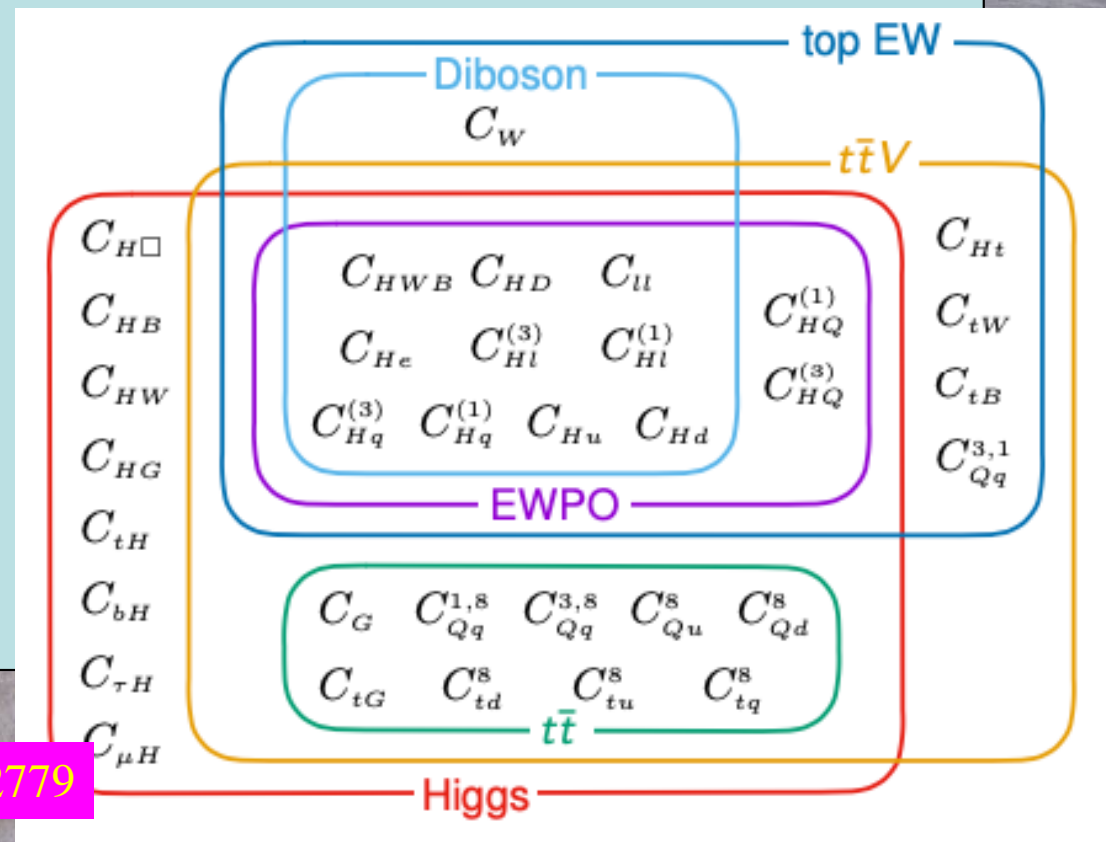 top EW
Diboson
C_W
tt̄V
C_{H□}
C_{HB}
C_{HW}
C_{HG}
C_{tH}
C_{bH}
C_{τH}
C_{μH}
C_{HWB} C_{HD} C_{ll}
C_{He} C_{Hl}^{(3)} C_{Hl}^{(1)}
C_{Hq}^{(3)} C_{Hq}^{(1)} C_{Hu} C_{Hd}
C_{HQ}^{(1)}
C_{HQ}^{(3)}
C_{Ht}
C_{tW}
C_{tB}
C_{Qq}^{3,1}
EWPO
C_G C_{Qq}^{1,8} C_{Qq}^{3,8} C_{Qu}^{8} C_{Qd}^{8}
C_{tG} C_{td}^{8} C_{tu}^{8} C_{tq}^{8}
tt̄
2779
Higgs